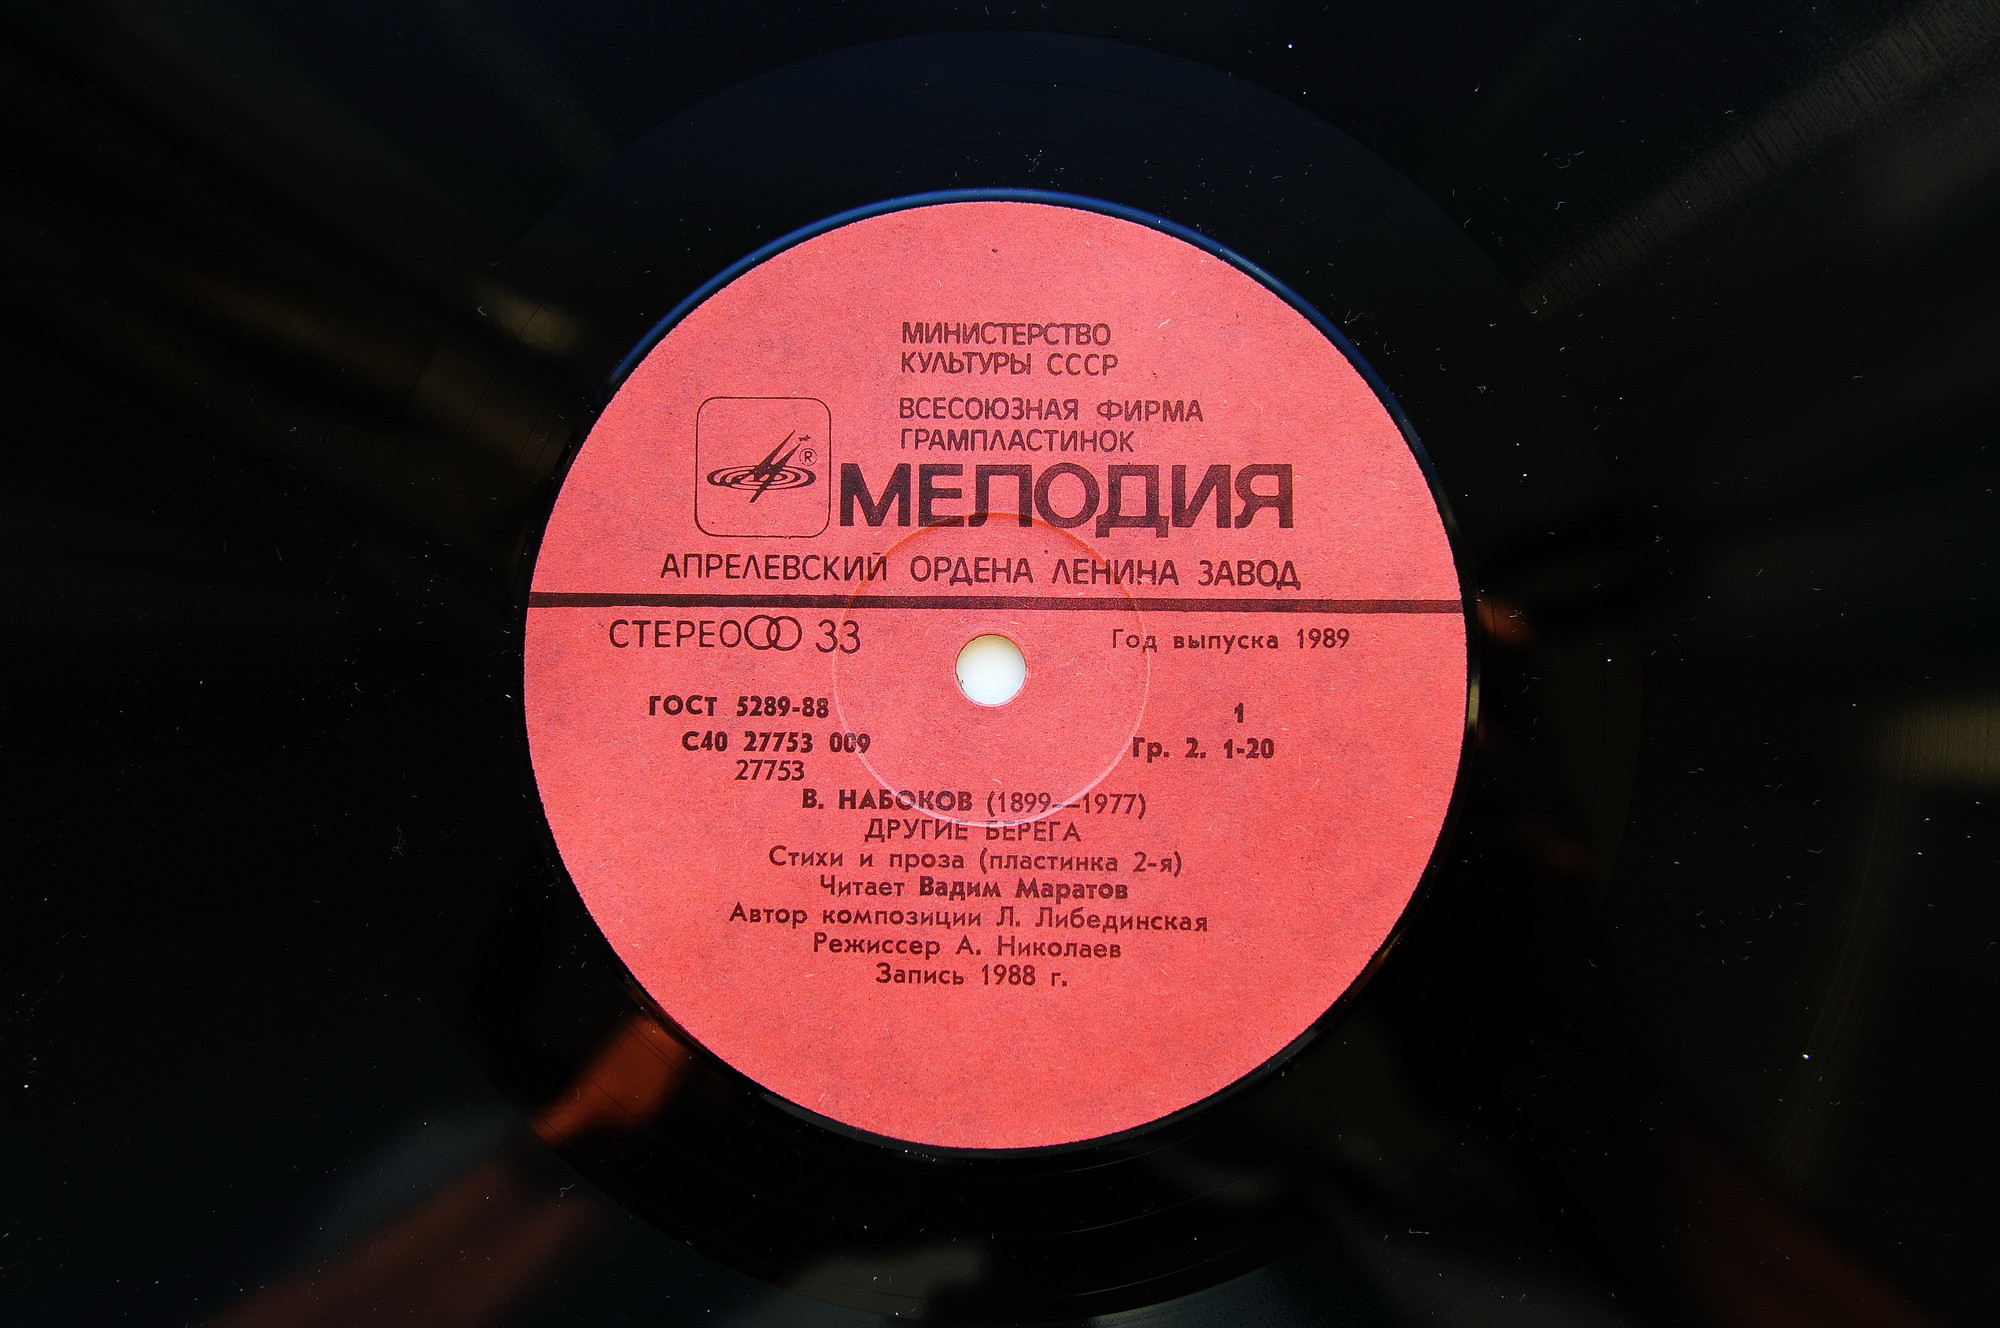 МИНИСТЕРСТВО
КУЛЬТУРЫ СССР
ВСЕСОЮЗНАЯ ФИРМА
ГРАМПЛАСТИНОК
®
МЕЛОДИЯ
АПРЕЛЕВСКИЙ ОРДЕНА ЛЕНИНА ЗАВОД
СТЕРЕО 33
Год выпуска 1989
ГОСТ 5289-88
1
С40 27753 009
Гр. 2. 1-20
27753
В. НАБОКОВ (1899—1977)
ДРУГИЕ БЕРЕГА
Стихи и проза (пластинка 2-я)
Читает Вадим Маратов
Автор композиции Л. Либединская
Режиссер А. Николаев
Запись 1988 г.